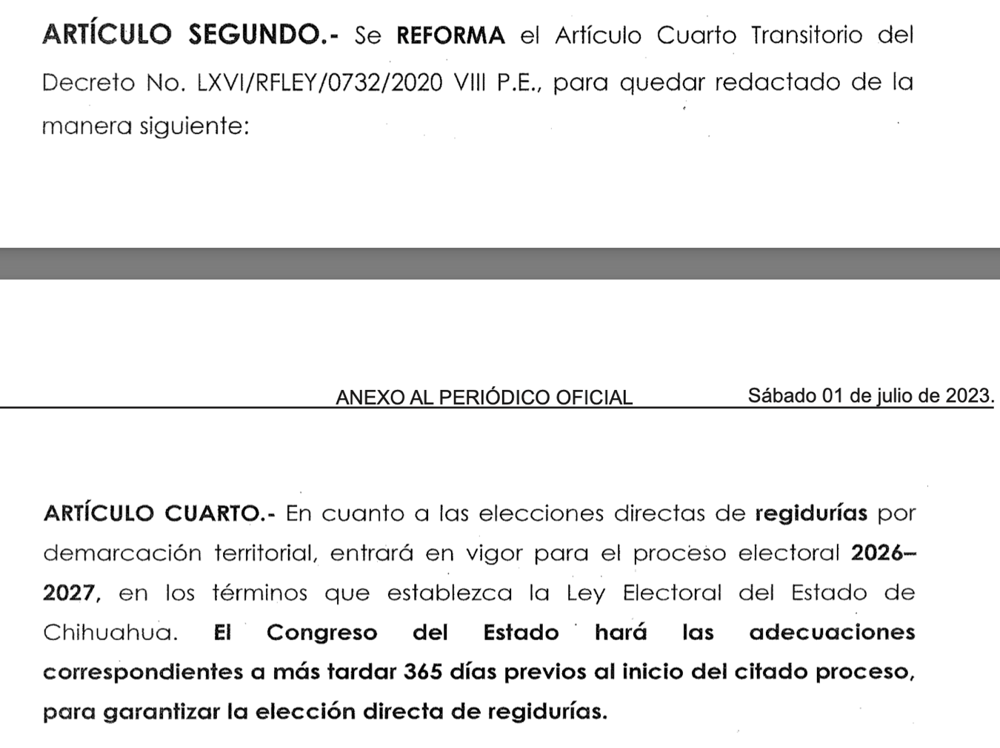 ARTÍCULO SEGUNDO.- Se REFORMA el Artículo Cuarto Transitorio del
Decreto No. LXVI/RFLEY/0732/2020 VIII P.E., para quedar redactado de la
manera siguiente:
ANEXO AL PERIÓDICO OFICIAL Sábado 01 de julio de 2023.
ARTÍCULO CUARTO.- En cuanto a las elecciones directas de regidurías por
demarcación territorial, entrará en vigor para el proceso electoral 2026–
2027, en los términos que establezca la Ley Electoral del Estado de
Chihuahua. El Congreso del Estado hará las adecuaciones
correspondientes a más tardar 365 días previos al inicio del citado proceso,
para garantizar la elección directa de regidurías.